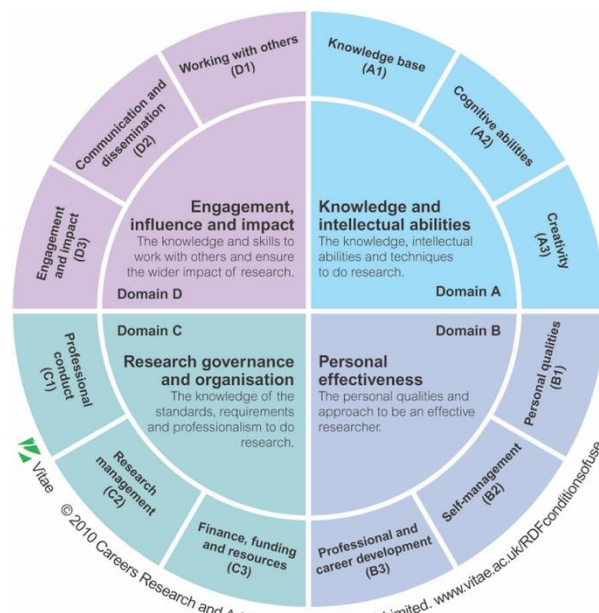 Working with others
(D1)
Communication and
dissemination
(D2)
Engagement
and impact
(D3)
Engagement,
influence and impact
The knowledge and skills to
work with others and ensure
the wider impact of research.
Domain D
Knowledge base
(A1)
Cognitive abilities
(A2)
Creativity
(A3)
Knowledge and
intellectual abilities
The knowledge, intellectual
abilities and techniques
to do research.
Domain A
Domain B
Personal
effectiveness
The personal qualities and
approach to be an effective
researcher.
Personal qualities
(B1)
Self-management
(B2)
Professional and
career development
(B3)
Domain C
Research governance
and organisation
The knowledge of the
standards, requirements
and professionalism to do
research.
Professional
conduct
(C1)
Research
management
(C2)
Finance, funding
and resources
(C3)
Vitae
© 2010 Careers Research and Limited. www.vitae.ac.uk/RDFconditionsofuse